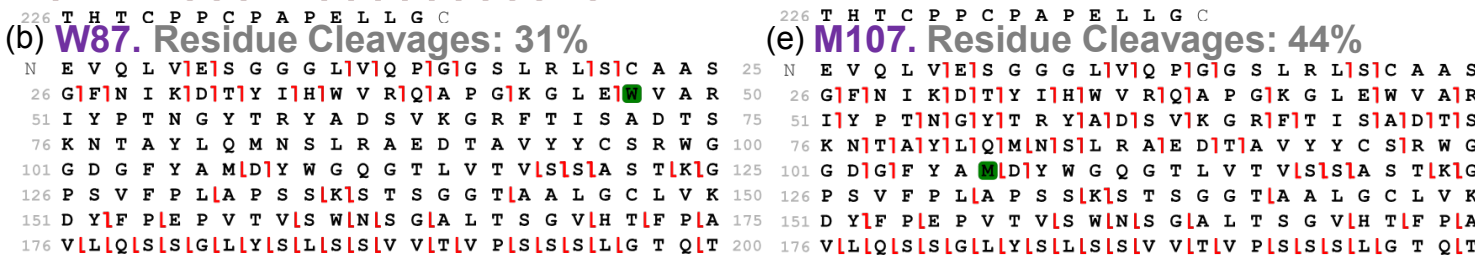 226 T H T C P P C P A P E L L G C
(b) W87. Residue Cleavages: 31%
N E V Q L V E S G G G L V Q P G G S L R L S C A A S 25
26 G F N I K D T Y I H W V R Q A P G K G L E W V A R 50
51 I Y P T N G Y T R Y A D S V K G R F T I S A D T S 75
76 K N T A Y L Q M N S L R A E D T A V Y Y C S R W G 100
101 G D G F Y A M D Y W G Q G T L V T V S S A S T K G 125
126 P S V F P L A P S S K S T S G G T A A L G C L V K 150
151 D Y F P E P V T V S W N S G A L T S G V H T F P A 175
176 V L Q S S G L Y S L S S V V T V P S S S L G T Q T 200
226 T H T C P P C P A P E L L G C
(e) M107. Residue Cleavages: 44%
N E V Q L V E S G G G L V Q P G G S L R L S C A A S
26 G F N I K D T Y I H W V R Q A P G K G L E W V A R
51 I Y P T N G Y T R Y A D S V K G R F T I S A D T S
76 K N T A Y L Q M N S L R A E D T A V Y Y C S R W G
101 G D G F Y A M D Y W G Q G T L V T V S S A S T K G
126 P S V F P L A P S S K S T S G G T A A L G C L V K
151 D Y F P E P V T V S W N S G A L T S G V H T F P A
176 V L Q S S G L Y S L S S V V T V P S S S L G T Q T